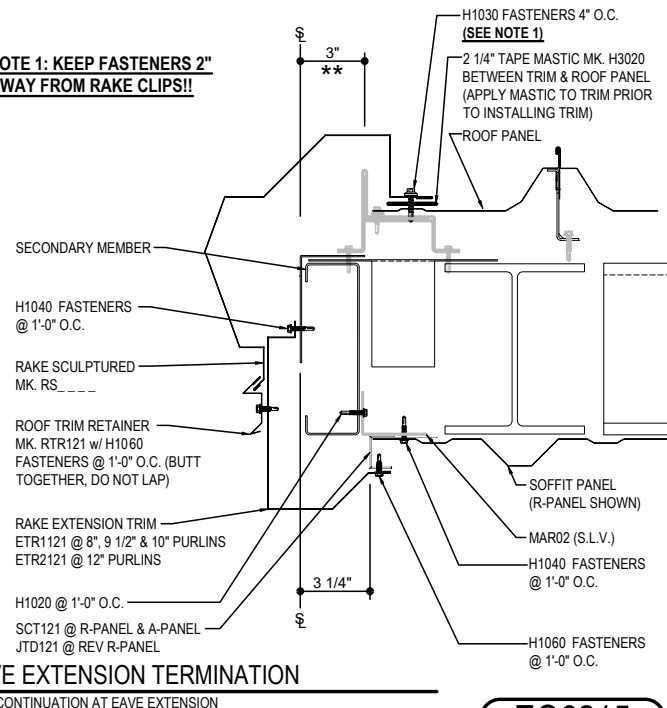 OTE 1: KEEP FASTENERS 2"
WAY FROM RAKE CLIPS!!
3"
**
H1030 FASTENERS 4" O.C.
(SEE NOTE 1)
2 1/4" TAPE MASTIC MK. H3020
BETWEEN TRIM & ROOF PANEL
(APPLY MASTIC TO TRIM PRIOR
TO INSTALLING TRIM)
ROOF PANEL
SECONDARY MEMBER
H1040 FASTENERS
@ 1'-0" O.C.
RAKE SCULPTURED
MK. RS_ _ _ _
ROOF TRIM RETAINER
MK. RTR121 w/ H1060
FASTENERS @ 1'-0" O.C. (BUTT
TOGETHER, DO NOT LAP)
RAKE EXTENSION TRIM
ETR1121 @ 8", 9 1/2" & 10" PURLINS
ETR2121 @ 12" PURLINS
H1020 @ 1'-0" O.C.
SCT121 @ R-PANEL & A-PANEL
JTD121 @ REV R-PANEL
3 1/4"
SOFFIT PANEL
(R-PANEL SHOWN)
MAR02 (S.L.V.)
H1040 FASTENERS
@ 1'-0" O.C.
H1060 FASTENERS
@ 1'-0" O.C.
VE EXTENSION TERMINATION
CONTINUATION AT EAVE EXTENSION